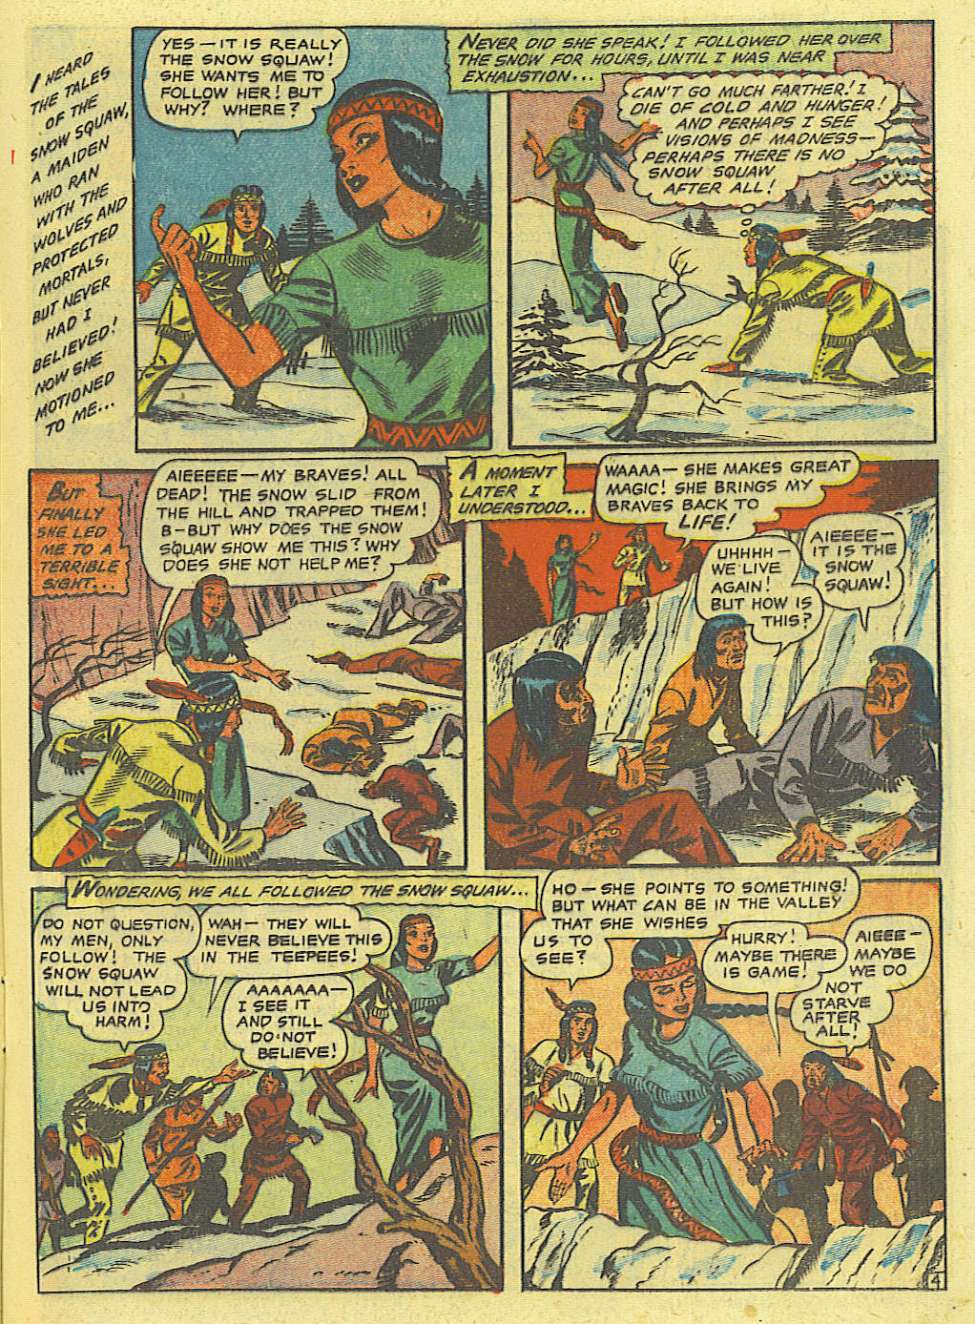 I HEARD
THE TALES
OF THE
SNOW SQUAW,
A MAIDEN
WHO RAN
WITH THE
WOLVES AND
PROTECTED
MORTALS,
BUT NEVER
HAD I
BELIEVED!
NOW SHE
MOTIONED
TO ME...
YES—IT IS REALLY
THE SNOW SQUAW!
SHE WANTS ME TO
FOLLOW HER! BUT
WHY? WHERE?
NEVER DID SHE SPEAK! I FOLLOWED HER OVER
THE SNOW FOR HOURS, UNTIL I WAS NEAR
EXHAUSTION...
CAN'T GO MUCH FARTHER! I
DIE OF COLD AND HUNGER!
AND PERHAPS I SEE
VISIONS OF MADNESS—
PERHAPS THERE IS NO
SNOW SQUAW
AFTER ALL!
BUT
FINALLY
SHE LED
ME TO A
TERRIBLE
SIGHT...
AIEEEEE—MY BRAVES! ALL
DEAD! THE SNOW SLID FROM
THE HILL AND TRAPPED THEM!
B-BUT WHY DOES THE SNOW
SQUAW SHOW ME THIS? WHY
DOES SHE NOT HELP ME?
A MOMENT
LATER I
UNDERSTOOD...
WAAAA—SHE MAKES GREAT
MAGIC! SHE BRINGS MY
BRAVES BACK TO
LIFE!
UHHHH—
WE LIVE
AGAIN!
BUT HOW IS
THIS?
AIEEEE—
IT IS THE
SNOW
SQUAW!
WONDERING, WE ALL FOLLOWED THE SNOW SQUAW...
DO NOT QUESTION,
MY MEN, ONLY
FOLLOW! THE
SNOW SQUAW
WILL NOT LEAD
US INTO
HARM!
WAH—THEY WILL
NEVER BELIEVE THIS
IN THE TEEPEES!
AAAAAAA—
I SEE IT
AND STILL
DO NOT
BELIEVE!
HO—SHE POINTS TO SOMETHING!
BUT WHAT CAN BE IN THE VALLEY
THAT SHE WISHES
US TO
SEE?
HURRY!
MAYBE THERE
IS GAME!
AIEEE—
MAYBE
WE DO
NOT
STARVE
AFTER
ALL!
4